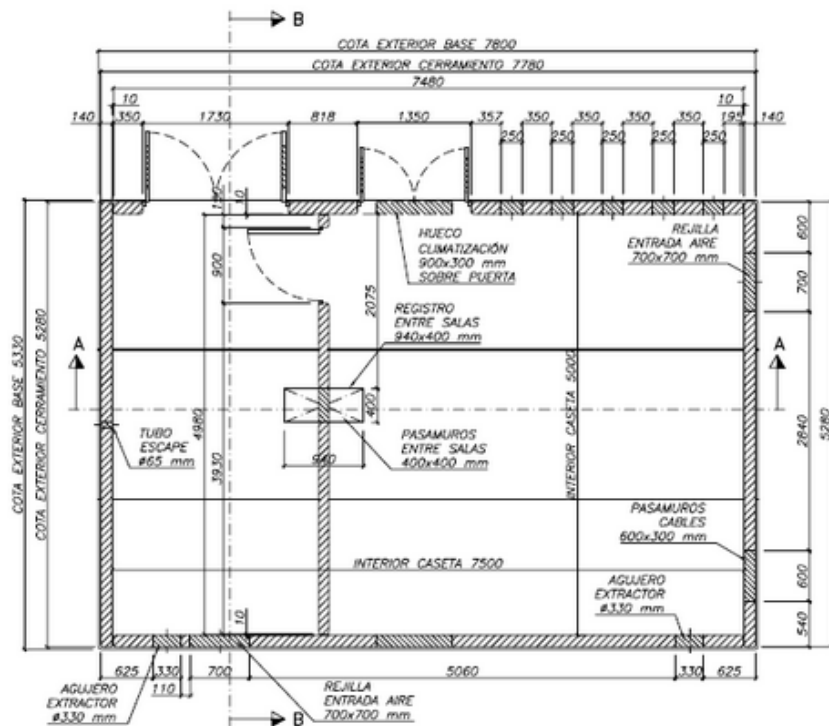 B
COTA EXTERIOR BASE 7800
COTA EXTERIOR CERRAMIENTO 7780
7480
10
10
140
350
1730
818
1350
357
350
350
350
350
195
140
250
250
250
250
250
10
900
HUECO
CLIMATIZACIÓN
900x300 mm
SOBRE PUERTA
REJILLA
ENTRADA AIRE
700x700 mm
600
700
2075
REGISTRO
ENTRE SALAS
940x400 mm
A
A
COTA EXTERIOR BASE 5330
COTA EXTERIOR CERRAMIENTO 5280
4980
3930
400
940
INTERIOR CASETA 5000
2840
5280
TUBO
ESCAPE
ø65 mm
PASAMUROS
ENTRE SALAS
400x400 mm
PASAMUROS
CABLES
600x300 mm
INTERIOR CASETA 7500
AGUJERO
EXTRACTOR
ø330 mm
600
540
10
625
330
700
5060
330
625
110
AGUJERO
EXTRACTOR
ø330 mm
REJILLA
ENTRADA AIRE
700x700 mm
B